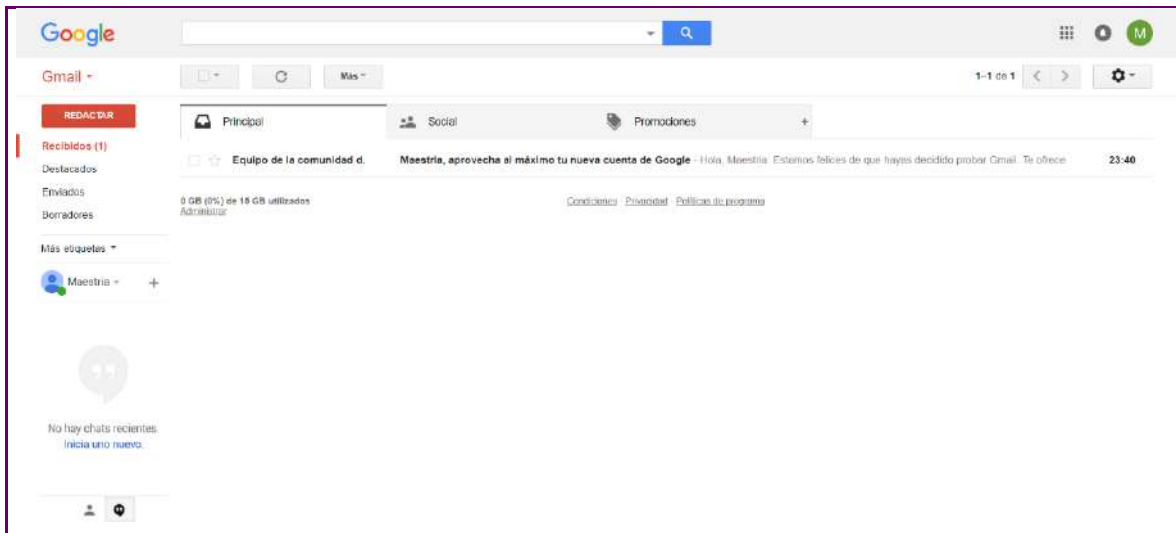 Google
M
Gmail
Más
1–1 de 1
REDACTAR
Principal
Social
Promociones
+
Recibidos (1)
Destacados
Enviados
Borradores
Más etiquetas
Equipo de la comunidad d.
Maestria, aprovecha al máximo tu nueva cuenta de Google - Hola, Maestria: Estamos felices de que hayas decidido probar Gmail. Te ofrece
23:40
0 GB (0%) de 15 GB utilizados
Administrar
Condiciones - Privacidad - Políticas de programa
Maestria
+
No hay chats recientes.
Inicia uno nuevo.